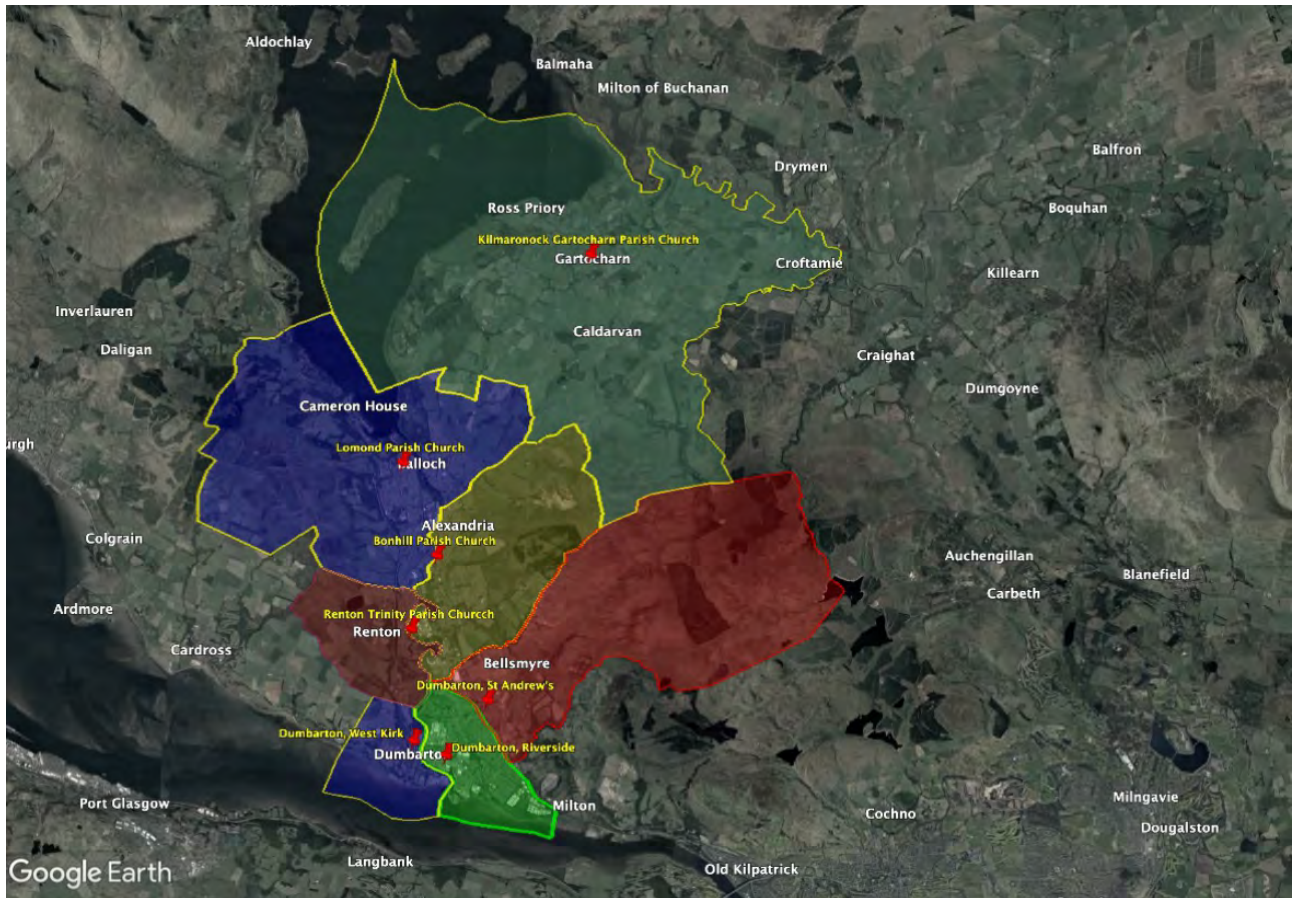 Aldochlay
Balmaha
Milton of Buchanan
Balfron
Drymen
Ross Priory
Boquhan
Kilmaronock Gartocharn Parish Church
Gartocharn
Croftamie
Killearn
Inverlauren
Caldarvan
Daligan
Craighat
Dumgoyne
Cameron House
urgh
Lomond Parish Church
alloch
Alexandria
Colgrain
Bonhill Parish Church
Auchengillan
Blanefield
Carbeth
Ardmore
Renton Trinity Parish Churcch
Renton
Cardross
Bellsmyre
Dumbarton, St Andrew's
Dumbarton, West Kirk
Dumbarton, Riverside
Dumbarto
Port Glasgow
Milton
Milngavie
Cochno
Dougalston
Langbank
Old Kilpatrick
Google Earth